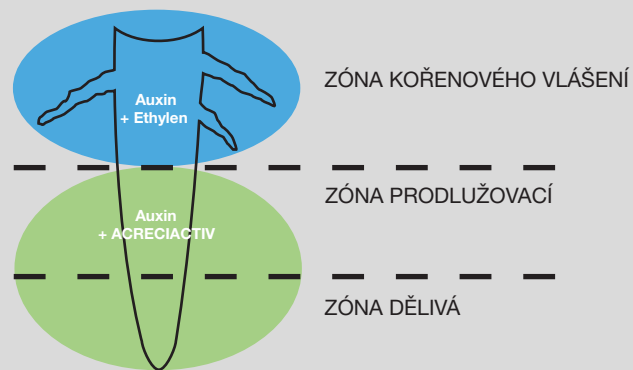 Auxin
+ Ethylen
ZÓNA KOŘENOVÉHO VLÁŠENÍ
Auxin
+ ACRECIACTIV
ZÓNA PRODLUŽOVACÍ
ZÓNA DĚLIVÁ